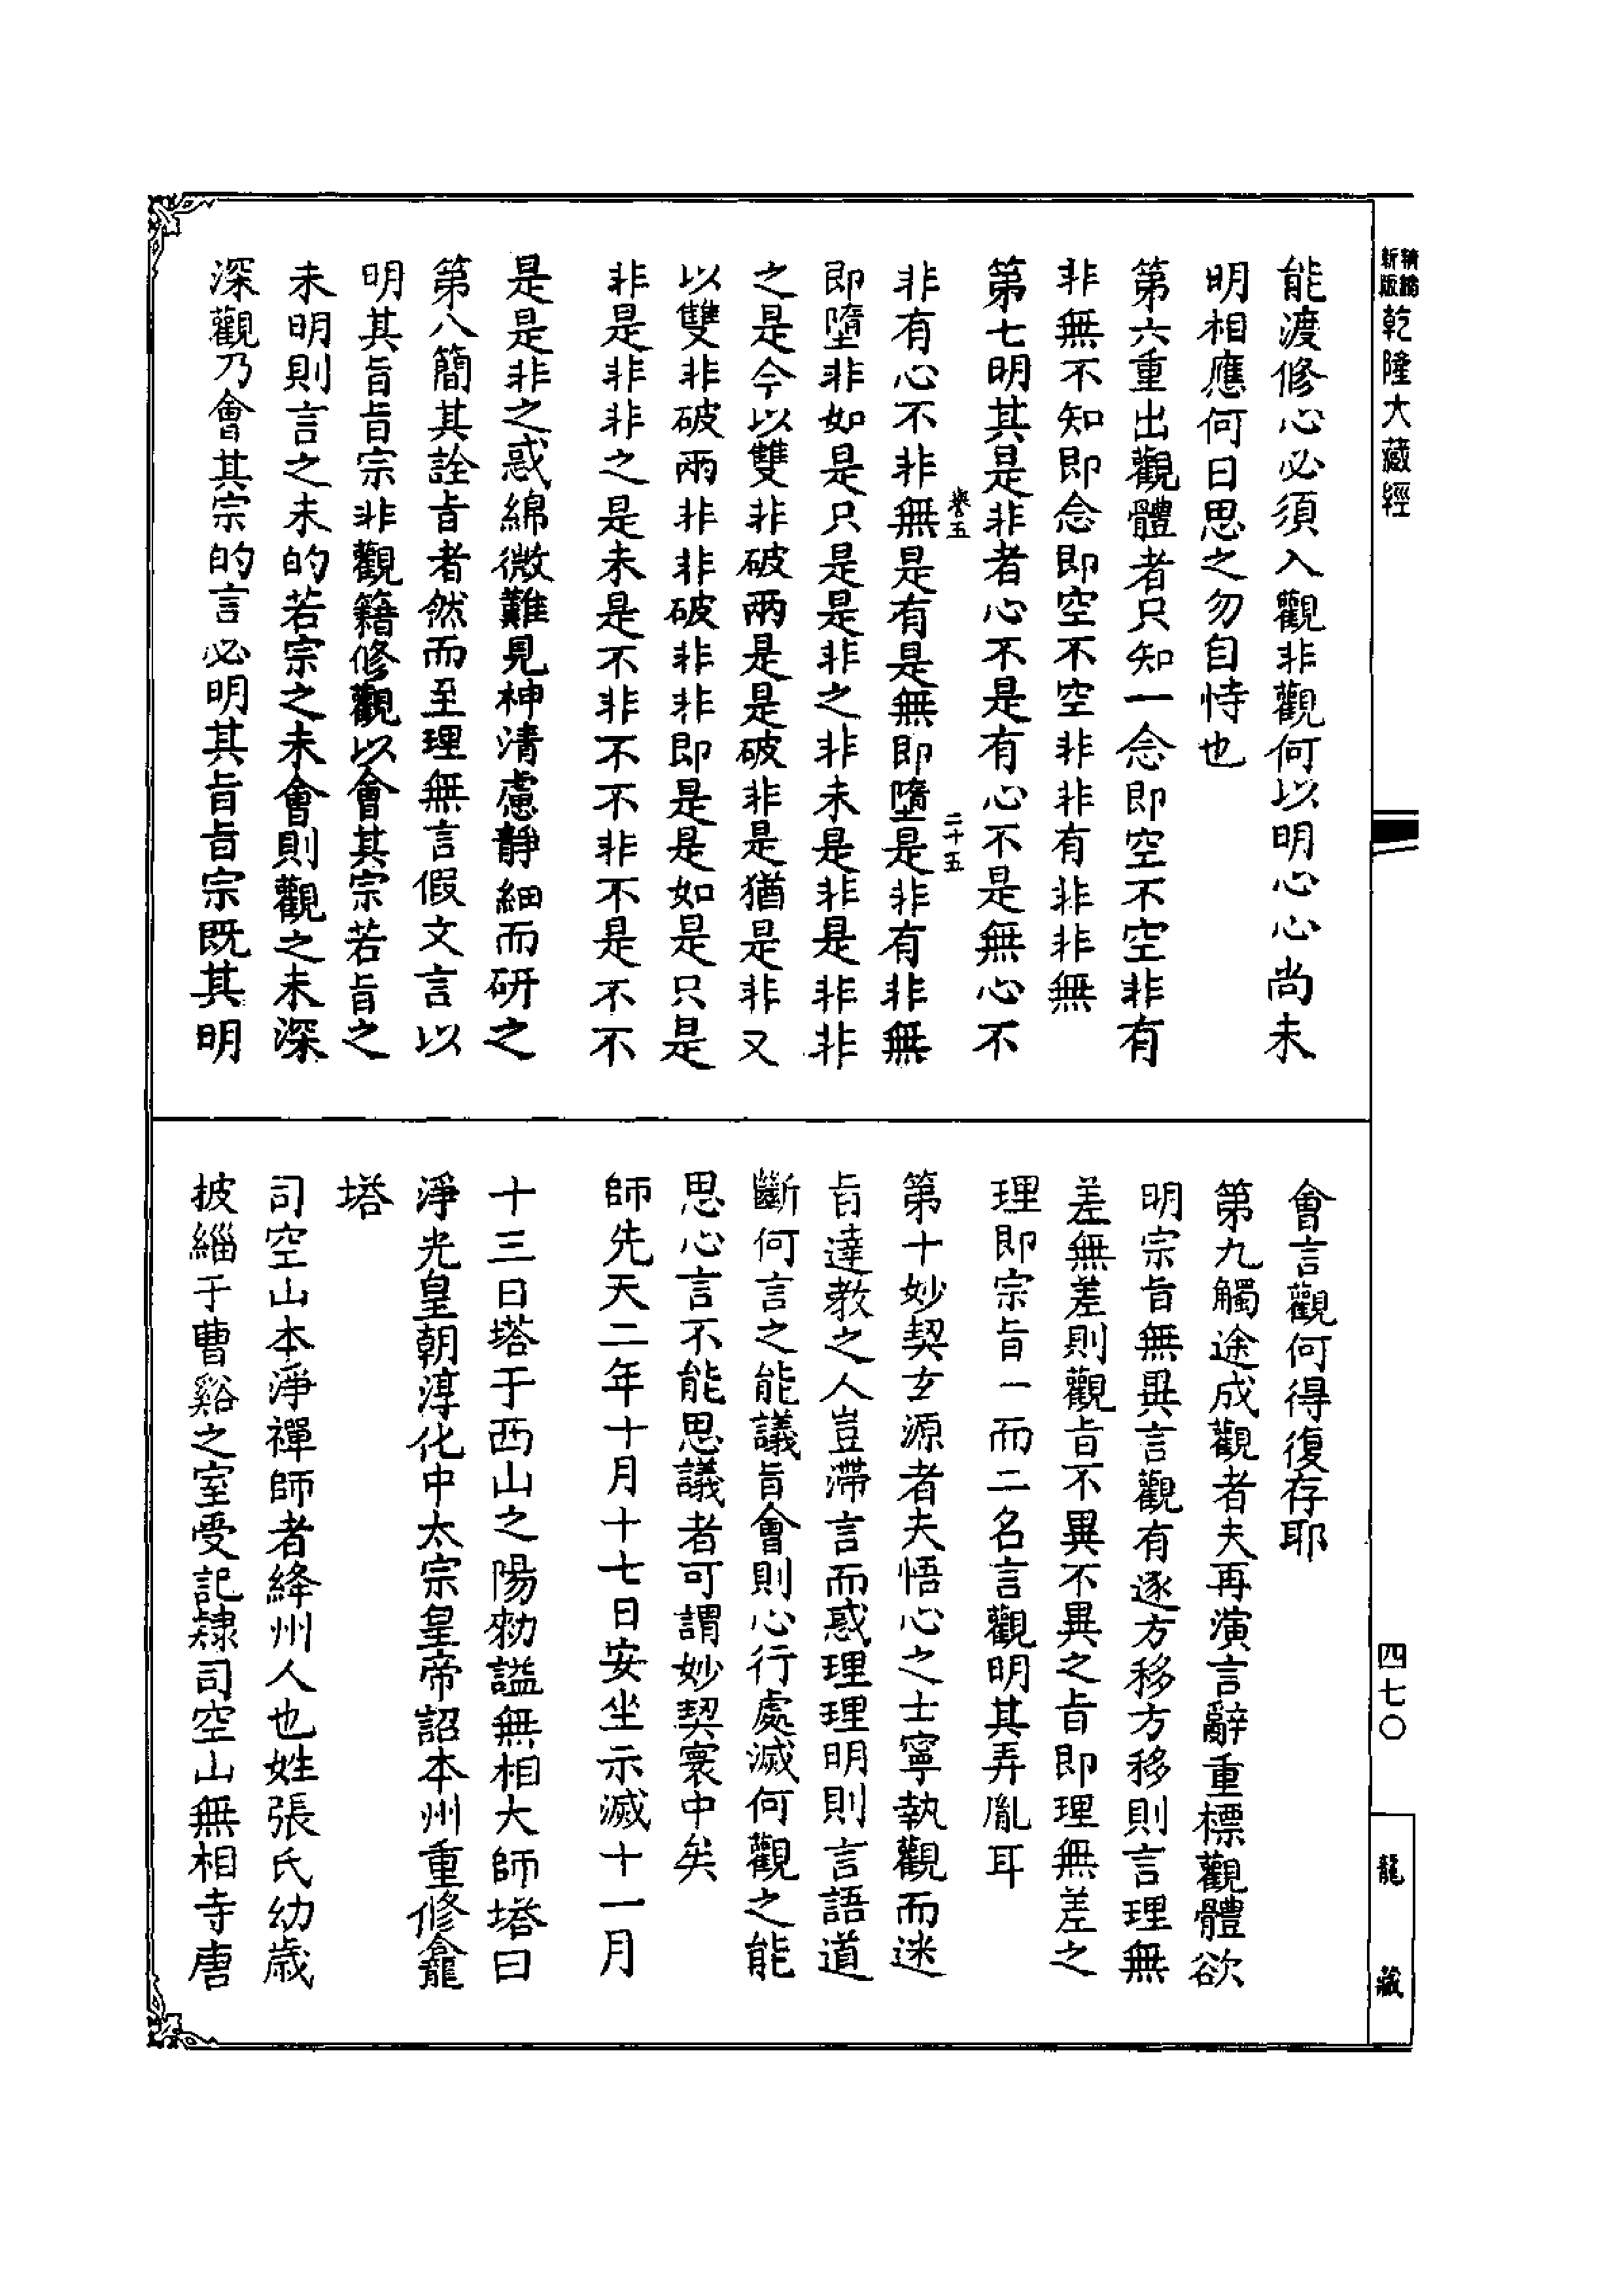 精縮
新版
乾隆大藏經
四七〇
龍藏
能渡修心必須入觀非觀何以明心心尚未
明相應何日思之勿自恃也
第六重出觀體者只知一念即空不空非有
非無不知即念即空不空非非有非非無
第七明其是非者心不是有心不是無心不
非有心不非無是有是無即墮是非有非無
即墮非如是只是是非之非未是非是非非
之是今以雙非破兩是是破非是猶是非又
以雙非破兩非非破非非即是是如是只是
非是非非之是未是不非不不非不是不不
是是非之惑綿微難見神清慮靜細而研之
第八簡其詮旨者然而至理無言假文言以
明其旨旨宗非觀籍修觀以會其宗若旨之
未明則言之未的若宗之未會則觀之未深
深觀乃會其宗的言必明其旨旨宗既其明
二十五
會言觀何得復存耶
第九觸途成觀者夫再演言辭重標觀體欲
明宗旨無異言觀有逐方移方移則言理無
差無差則觀旨不異不異之旨即理無差之
理即宗旨一而二名言觀明其弄胤耳
第十妙契玄源者夫悟心之士寧執觀而迷
旨達教之人豈滯言而惑理理明則言語道
斷何言之能議旨會則心行處滅何觀之能
思心言不能思議者可謂妙契寰中矣
師先天二年十月十七日安坐示滅十一月
十三日塔于西山之陽勑謚無相大師塔曰
淨光皇朝淳化中太宗皇帝詔本州重修龕
塔
司空山本淨禪師者絳州人也姓張氏幼歲
披緇于曹谿之室受記隸司空山無相寺唐